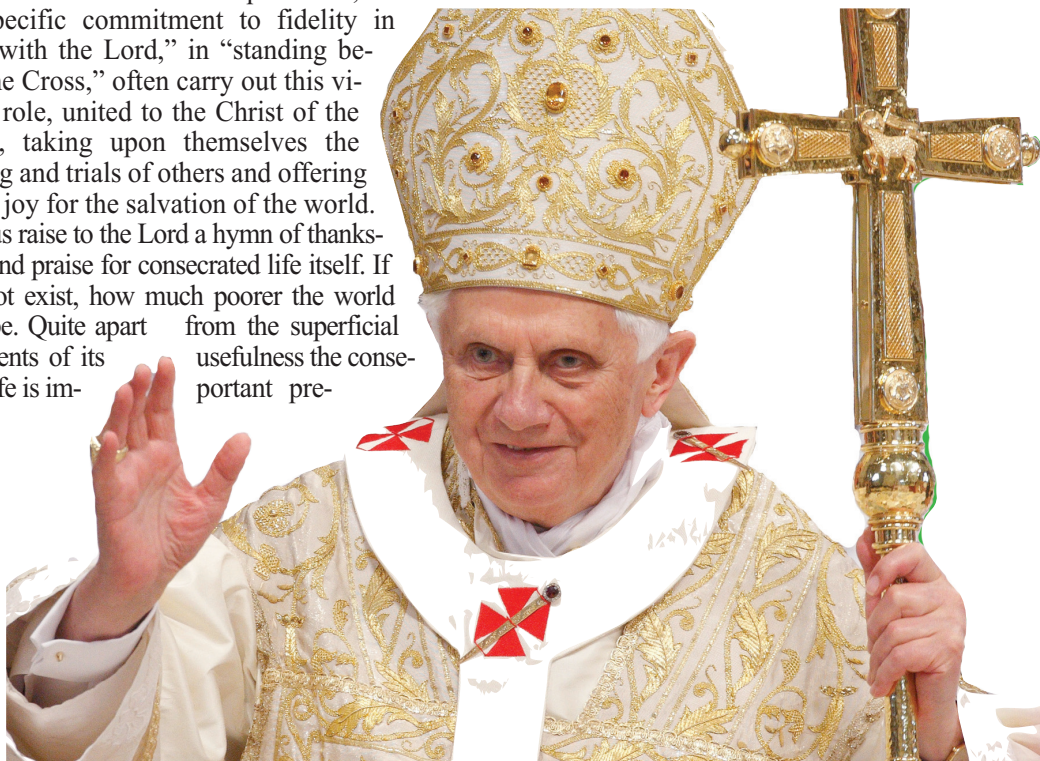 pecific commitment to fidelity in
with the Lord,” in “standing be-
e Cross,” often carry out this vi-
role, united to the Christ of the
, taking upon themselves the
g and trials of others and offering
joy for the salvation of the world.
us raise to the Lord a hymn of thanks-
nd praise for consecrated life itself. If
ot exist, how much poorer the world
be. Quite apart from the superficial
ents of its usefulness the conse-
fe is im- portant pre-